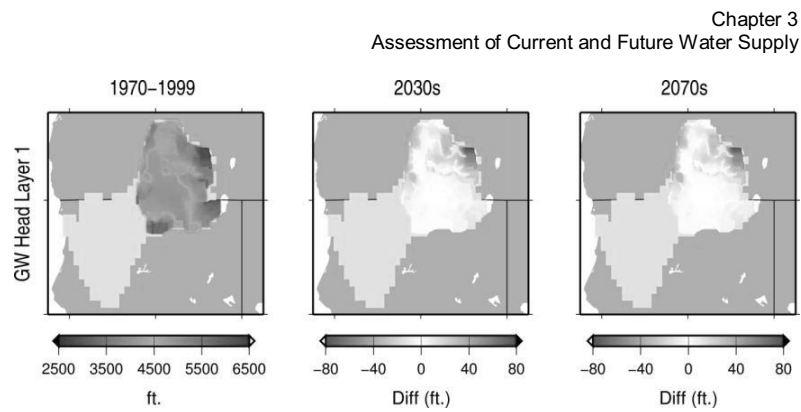 Chapter 3
Assessment of Current and Future Water Supply
1970–1999 2030s 2070s
GW Head Layer 1
2500 3500 4500 5500 6500 −80 −40 0 40 80 −80 −40 0 40 80
ft. Diff (ft.) Diff (ft.)